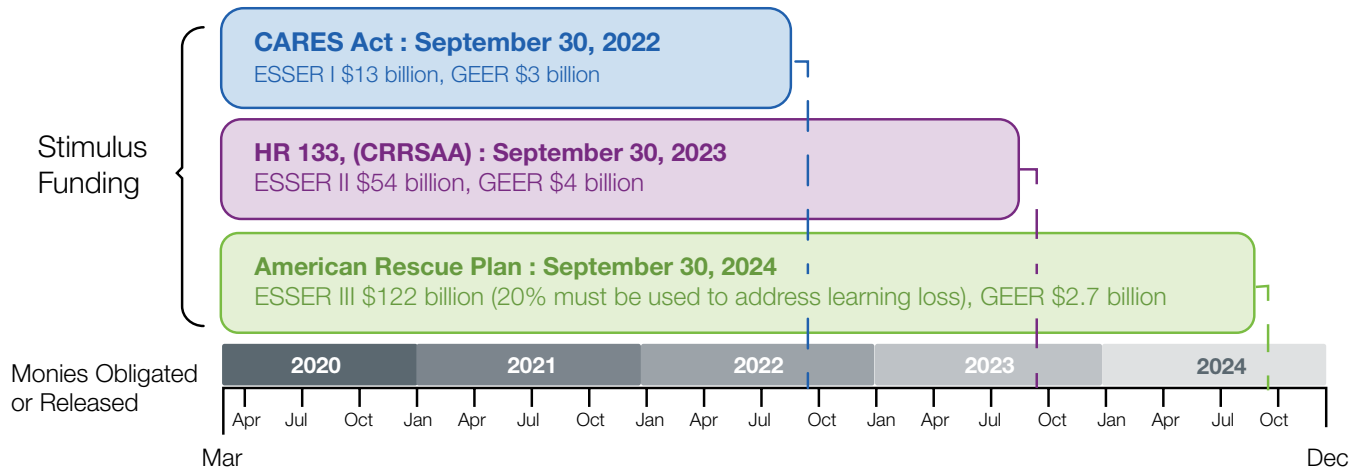 CARES Act : September 30, 2022
ESSER I $13 billion, GEER $3 billion
Stimulus
Funding
HR 133, (CRRSAA) : September 30, 2023
ESSER II $54 billion, GEER $4 billion
American Rescue Plan : September 30, 2024
ESSER III $122 billion (20% must be used to address learning loss), GEER $2.7 billion
Monies Obligated
or Released
2020 2021 2022 2023 2024
Apr Jul Oct Jan Apr Jul Oct Jan Apr Jul Oct Jan Apr Jul Oct Jan Apr Jul Oct
Mar Dec